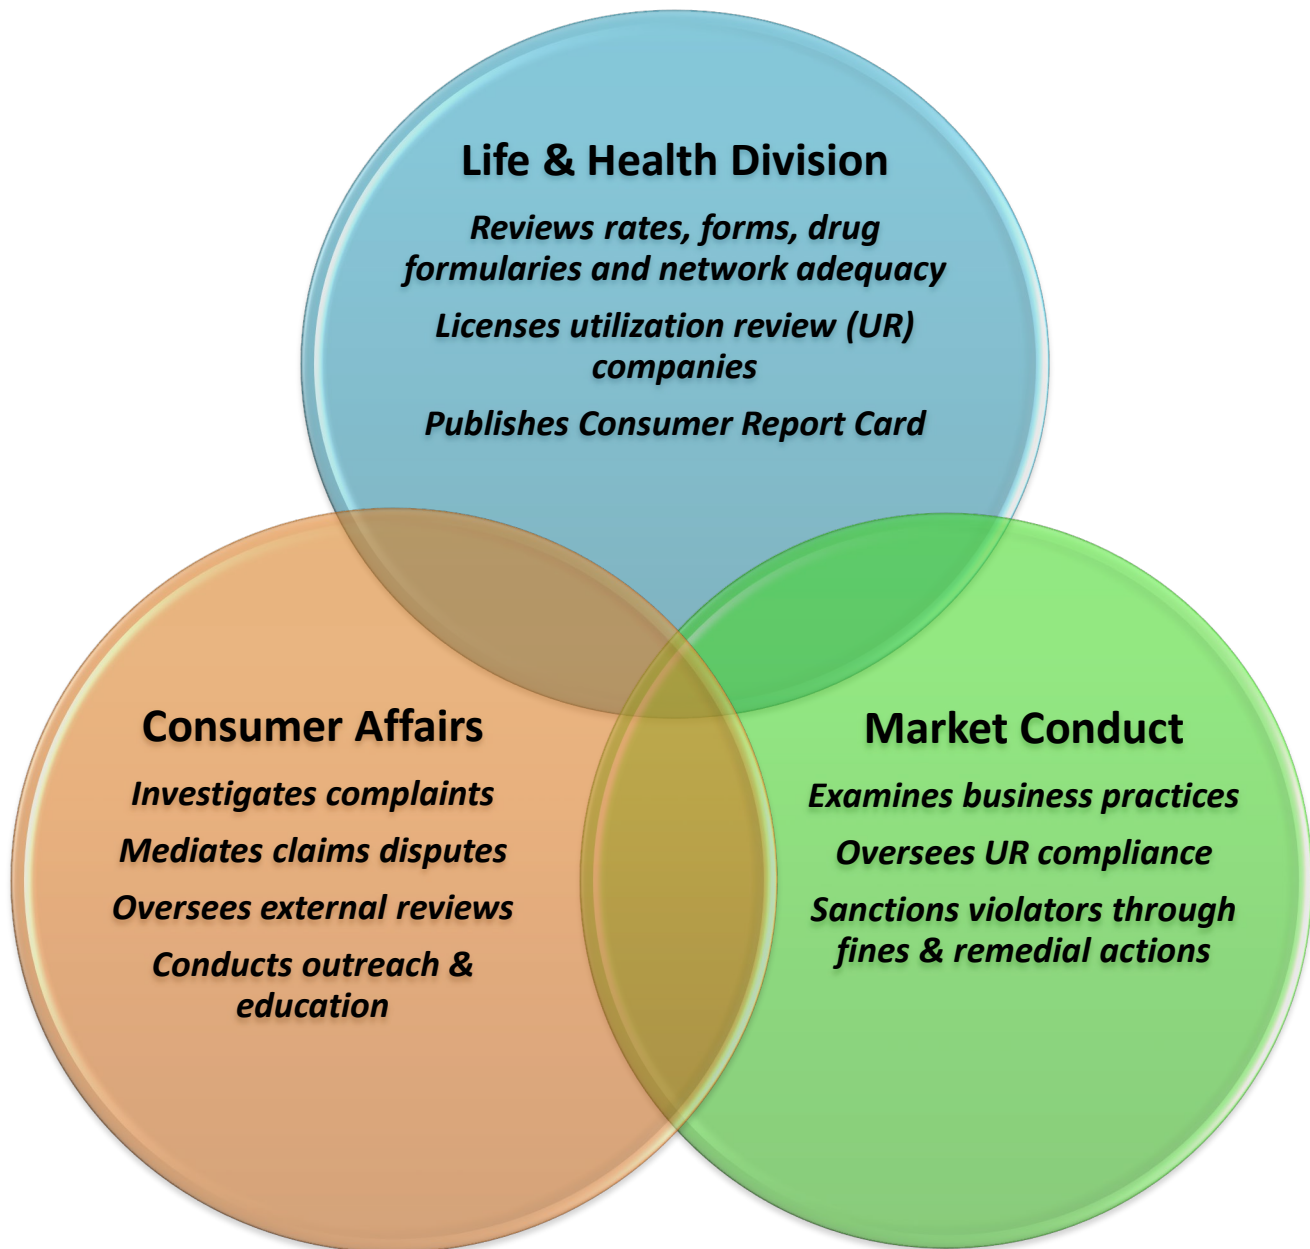 Life & Health Division
Reviews rates, forms, drug
formularies and network adequacy
Licenses utilization review (UR)
companies
Publishes Consumer Report Card
Consumer Affairs
Investigates complaints
Mediates claims disputes
Oversees external reviews
Conducts outreach &
education
Market Conduct
Examines business practices
Oversees UR compliance
Sanctions violators through
fines & remedial actions